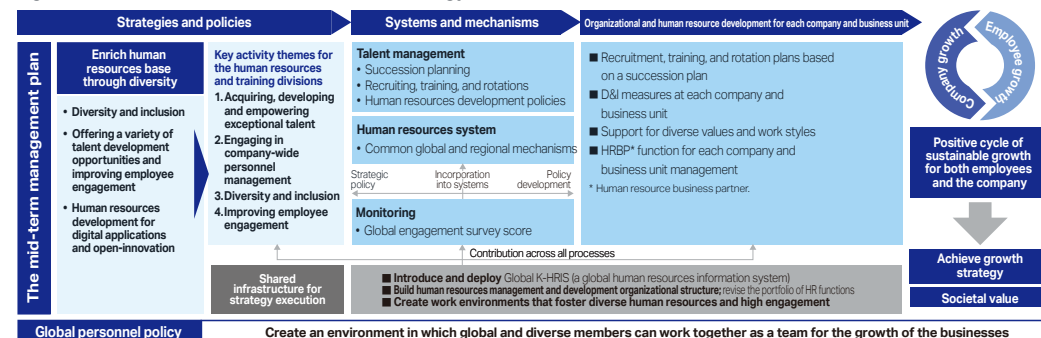 Strategies and policies
Systems and mechanisms
Organizational and human resource development for each company and business unit
The mid-term management plan
Enrich human
resources base
through diversity
• Diversity and inclusion
• Offering a variety of
talent development
opportunities and
improving employee
engagement
• Human resources
development for
digital applications
and open-innovation
Key activity themes for
the human resources
and training divisions
1.Acquiring, developing
and empowering
exceptional talent
2.Engaging in
company-wide
personnel
management
3.Diversity and inclusion
4.Improving employee
engagement
Talent management
• Succession planning
• Recruiting, training, and rotations
• Human resources development policies
Human resources system
• Common global and regional mechanisms
Strategic
policy
Incorporation
into systems
Policy
development
Monitoring
• Global engagement survey score
■ Recruitment, training, and rotation plans based
on a succession plan
■ D&I measures at each company and
business unit
■ Support for diverse values and work styles
■ HRBP* function for each company and
business unit management
* Human resource business partner.
Contribution across all processes
Shared
infrastructure for
strategy execution
■ Introduce and deploy Global K-HRIS (a global human resources information system)
■ Build human resources management and development organizational structure; revise the portfolio of HR functions
■ Create work environments that foster diverse human resources and high engagement
Company growth
Employee growth
Positive cycle of
sustainable growth
for both employees
and the company
Achieve growth
strategy
Societal value
Global personnel policy
Create an environment in which global and diverse members can work together as a team for the growth of the businesses